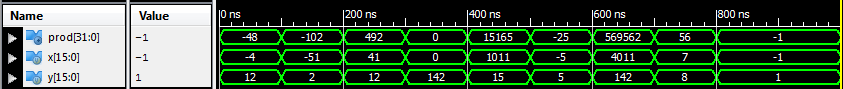 Name Value 0 ns 200 ns 400 ns 600 ns 800 ns
prod[31:0] -1 -48 -102 492 0 15165 -25 569562 56 -1
x[15:0] -1 -4 -51 41 0 1011 -5 4011 7 -1
y[15:0] 1 12 2 12 142 15 5 142 8 1